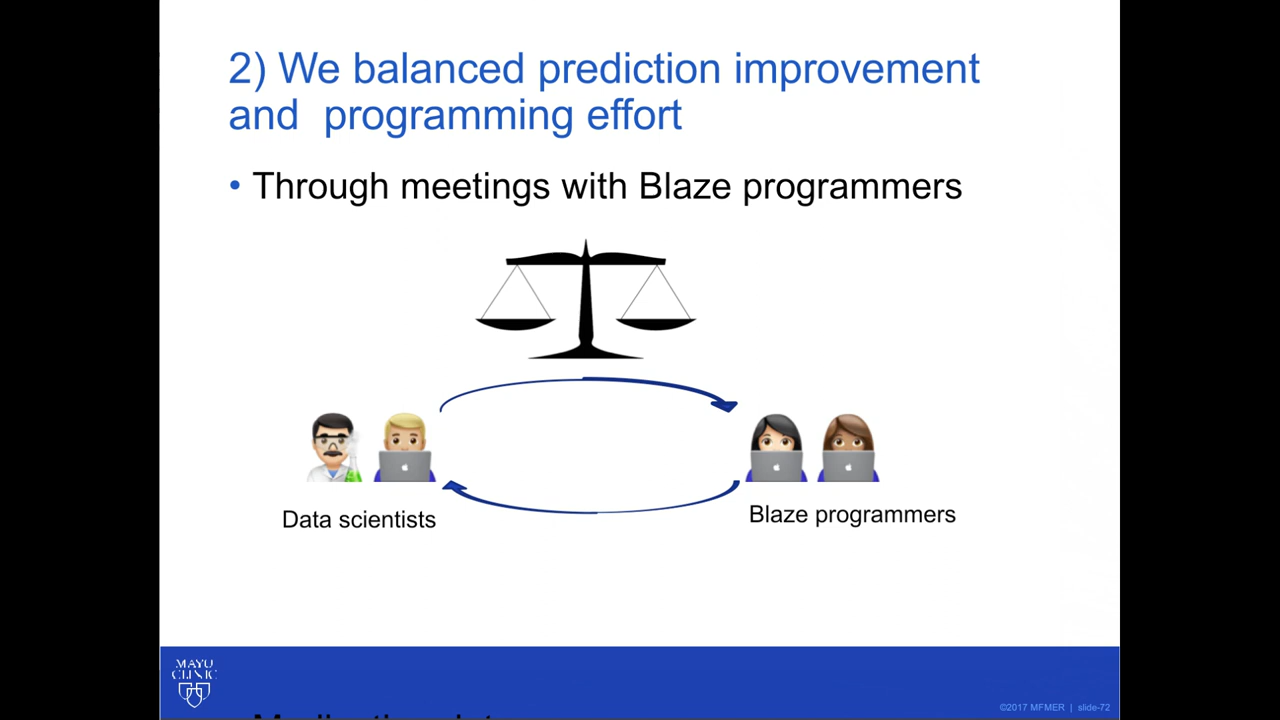 2) We balanced prediction improvement
and programming effort
• Through meetings with Blaze programmers
Data scientists
Blaze programmers
MAYO
CLINIC
©2017 MFMER | slide-72